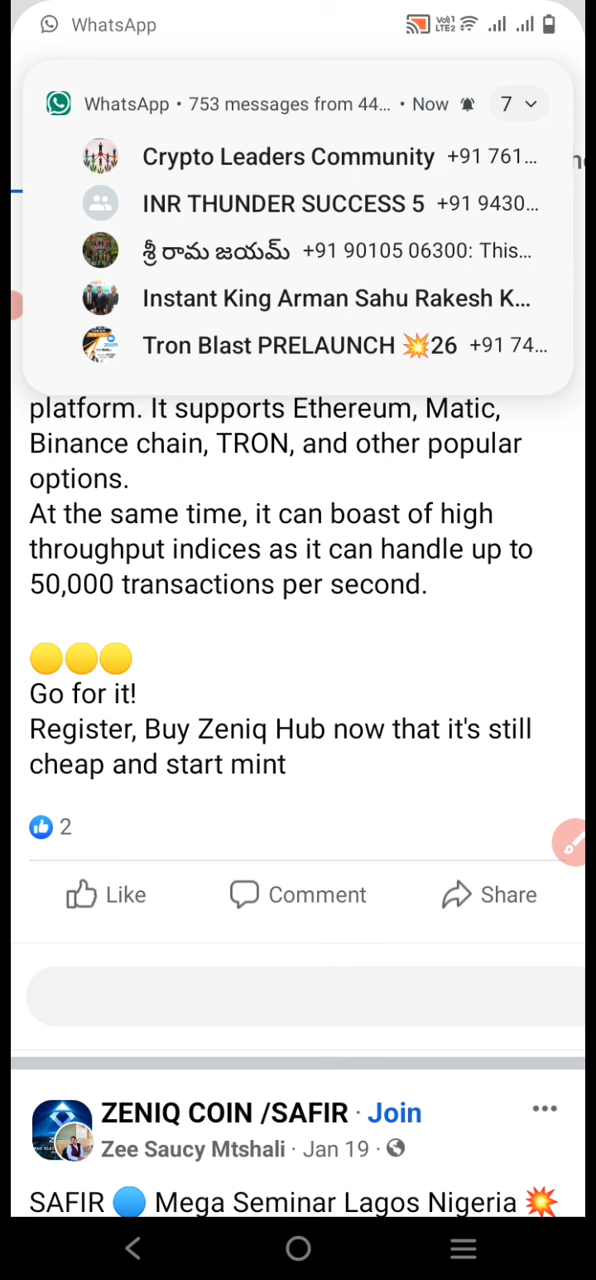 WhatsApp
Vo) 1 LTE2
WhatsApp • 753 messages from 44... • Now 7
Crypto Leaders Community +91 761...
INR THUNDER SUCCESS 5 +91 9430...
శ్రీ రామ జయమ్ +91 90105 06300: This...
Instant King Arman Sahu Rakesh K...
Tron Blast PRELAUNCH 💥26 +91 74...
platform. It supports Ethereum, Matic,
Binance chain, TRON, and other popular
options.
At the same time, it can boast of high
throughput indices as it can handle up to
50,000 transactions per second.
🟡🟡🟡
Go for it!
Register, Buy Zeniq Hub now that it's still
cheap and start mint
2
Like Comment Share
ZENIQ COIN /SAFIR · Join
Zee Saucy Mtshali · Jan 19 ·
SAFIR 🔵 Mega Seminar Lagos Nigeria 💥